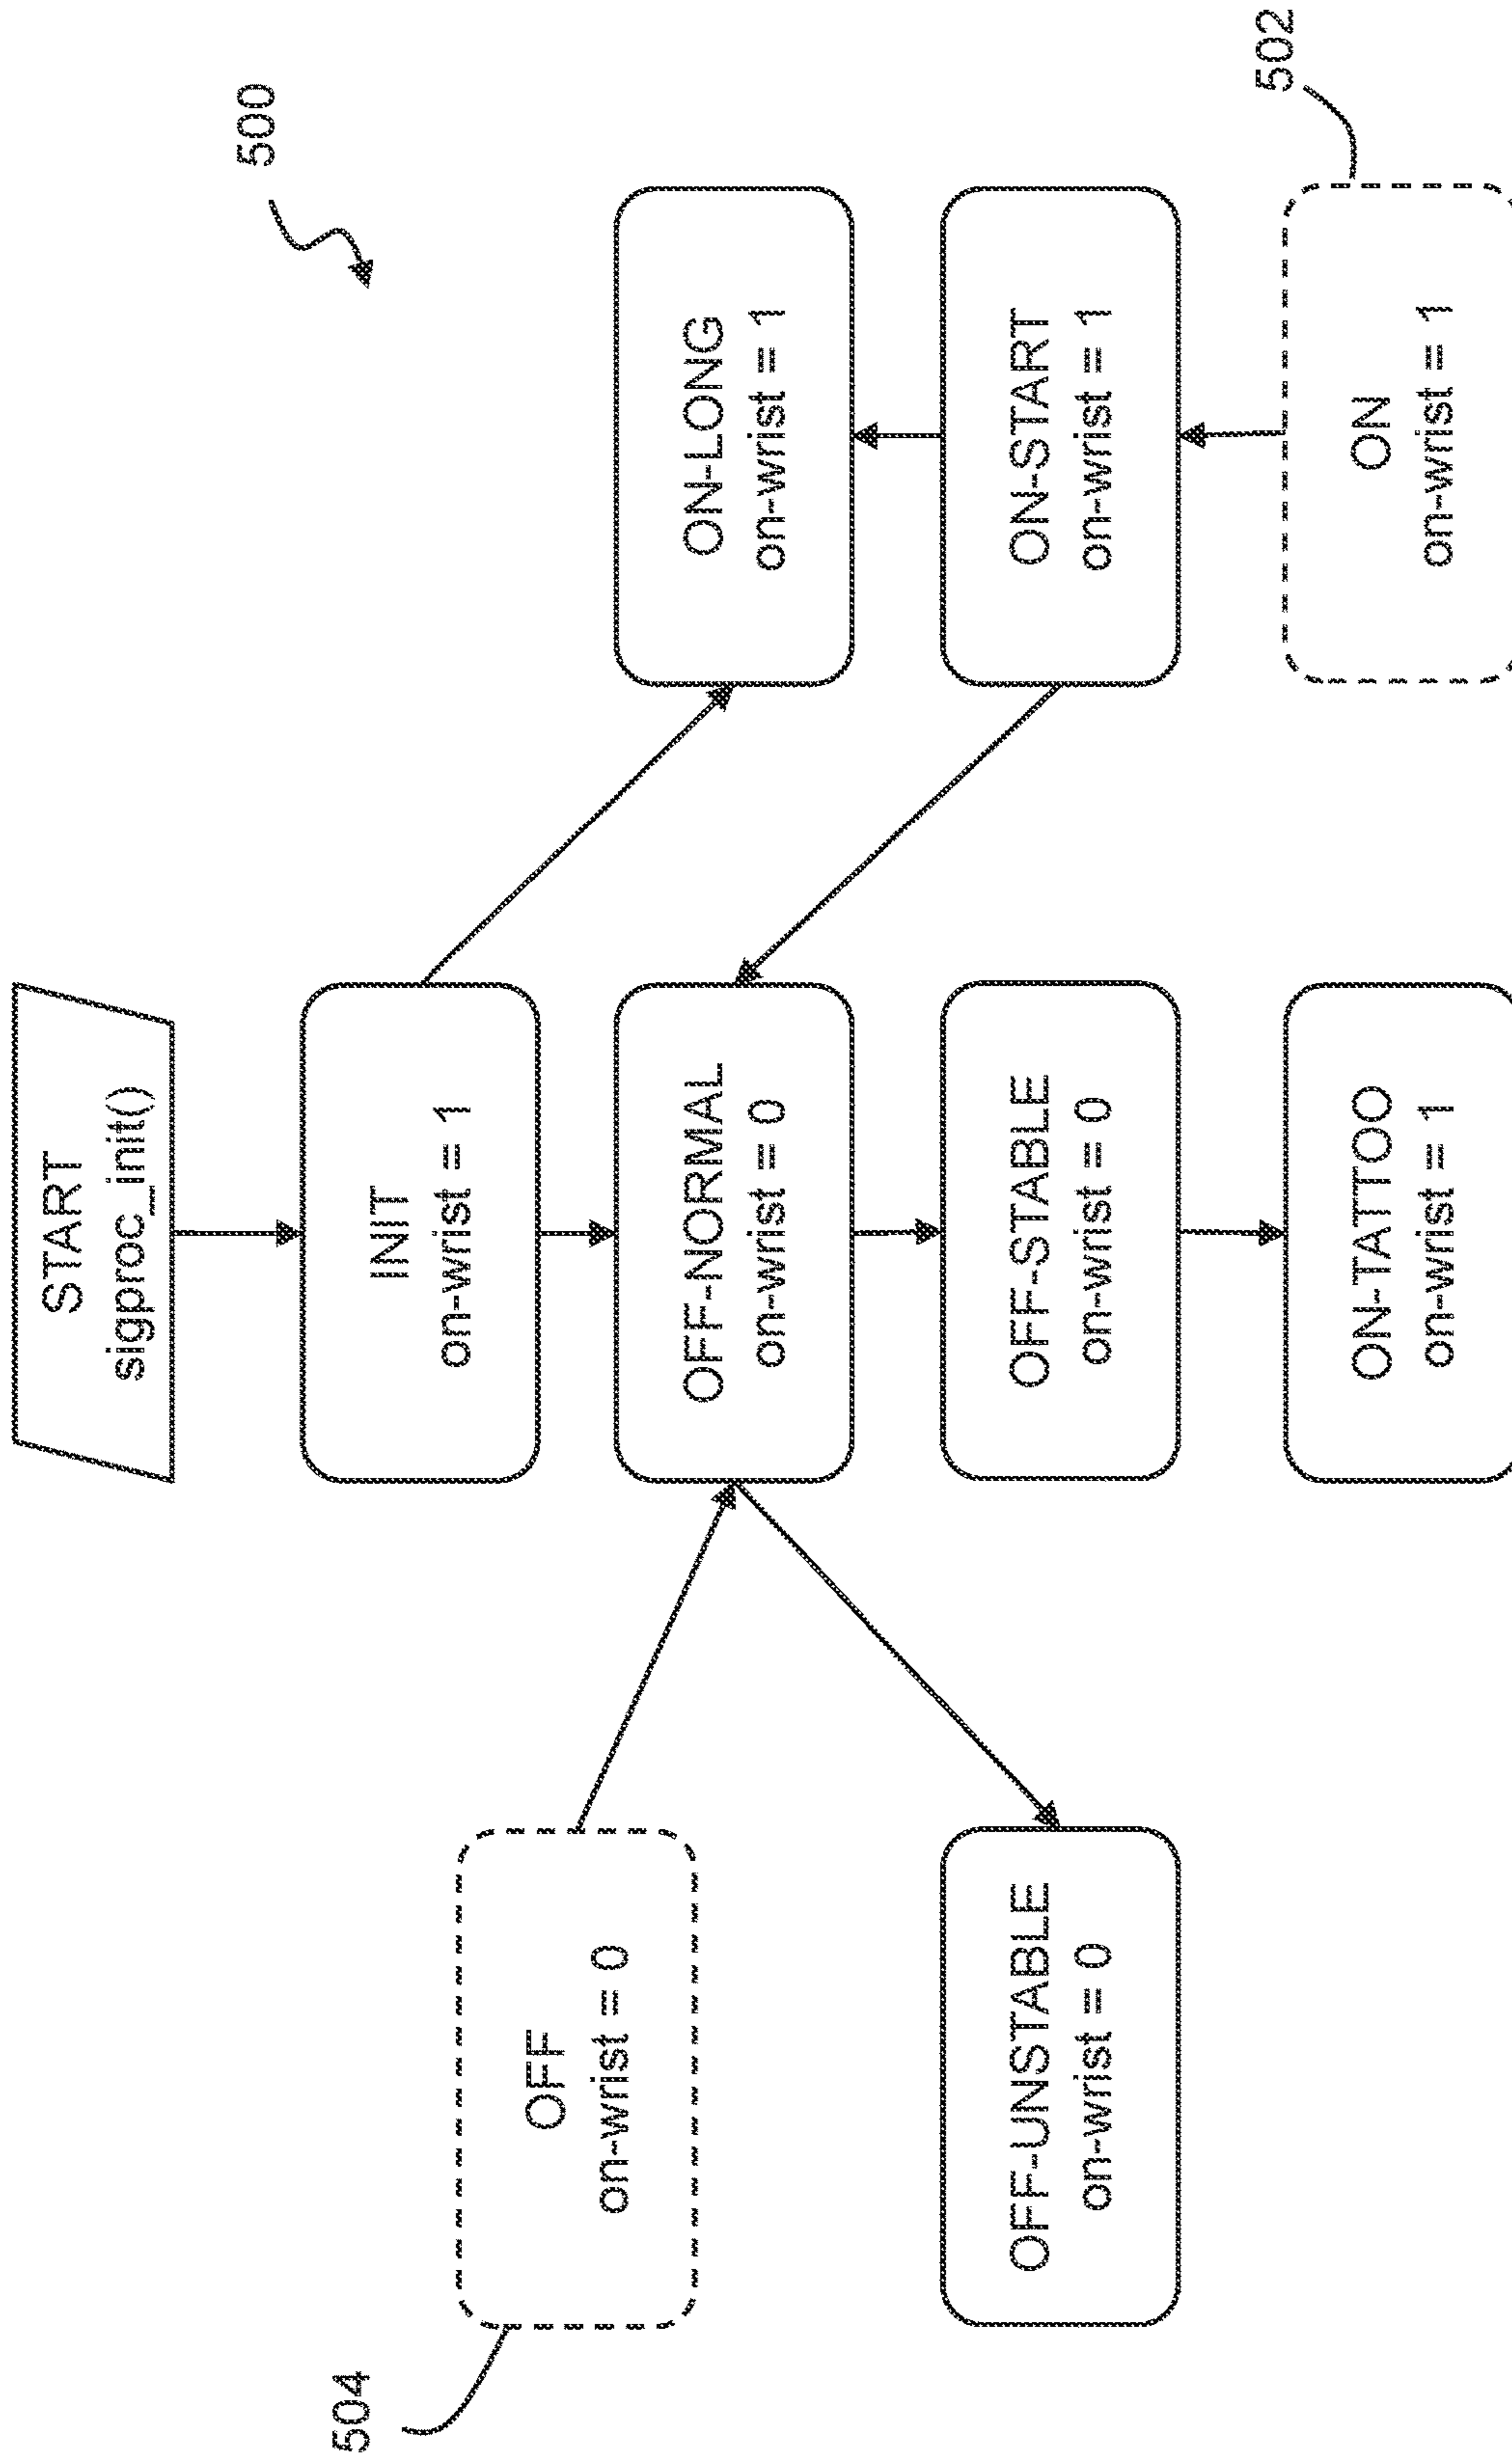 START
sigproc_init()
500
504
INIT
on-wrist = 1
OFF
on-wrist = 0
OFF-NORMAL
on-wrist = 0
ON-LONG
on-wrist = 1
OFF-UNSTABLE
on-wrist = 0
OFF-STABLE
on-wrist = 0
ON-START
on-wrist = 1
502
ON-TATTOO
on-wrist = 1
ON
on-wrist = 1